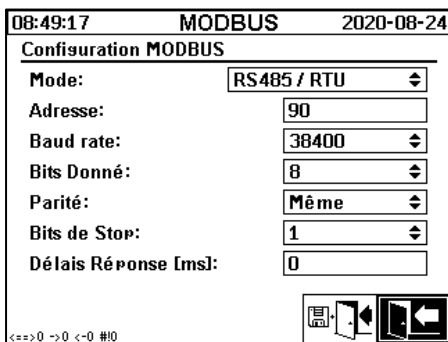 08:49:17 MODBUS 2020-08-24
Configuration MODBUS
Mode: RS485 / RTU
Adresse: 90
Baud rate: 38400
Bits Donné: 8
Parité: Même
Bits de Stop: 1
Délais Réponse [ms]: 0
<==>0 ->0 <-0 #!0